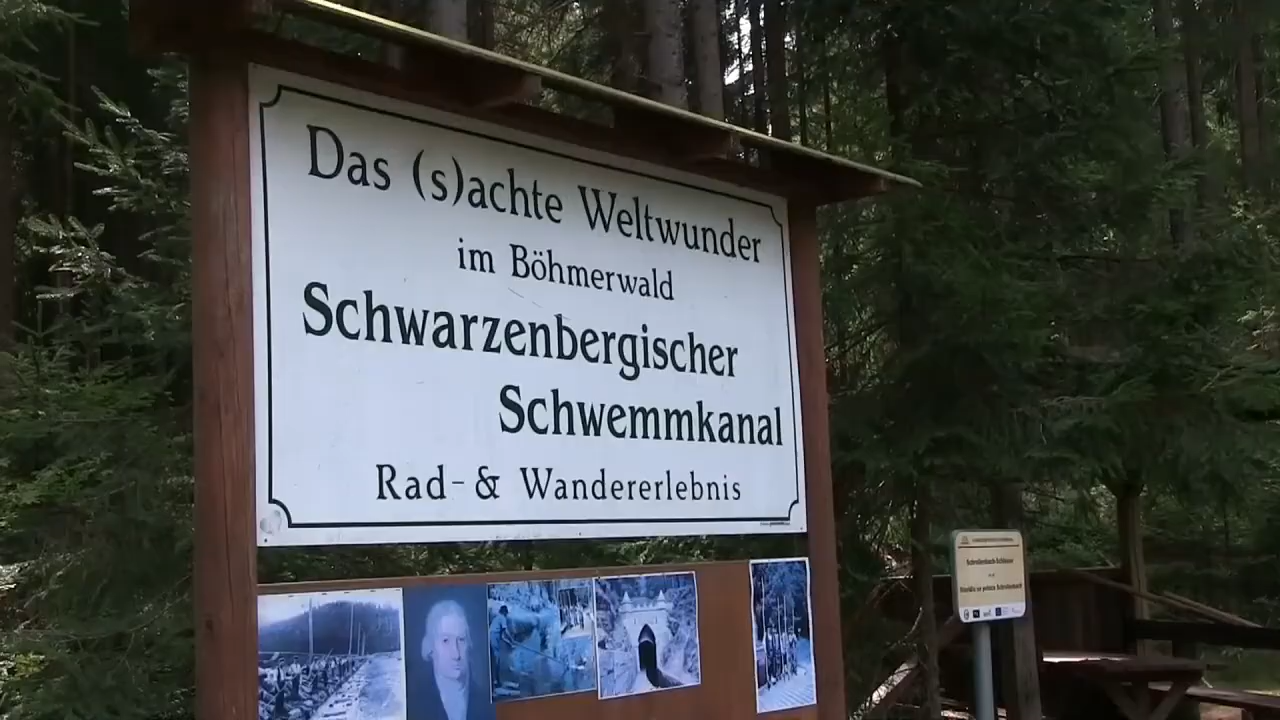 Das (s)achte Weltwunder
im Böhmerwald
Schwarzenbergischer
Schwemmkanal
Rad- & Wandererlebnis